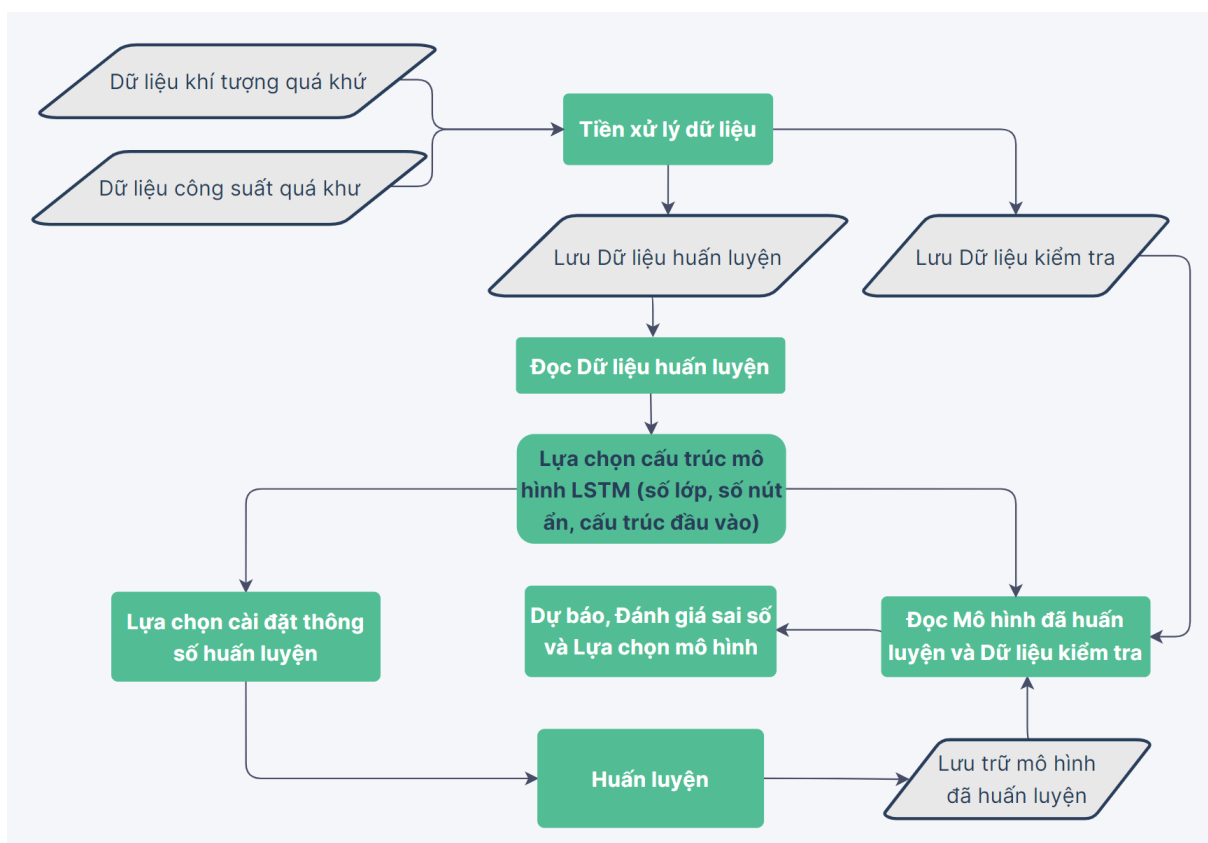 Dữ liệu khí tượng quá khứ
Tiền xử lý dữ liệu
Dữ liệu công suất quá khư
Lưu Dữ liệu huấn luyện
Lưu Dữ liệu kiểm tra
Đọc Dữ liệu huấn luyện
Lựa chọn cấu trúc mô
hình LSTM (số lớp, số nút
ẩn, cấu trúc đầu vào)
Lựa chọn cài đặt thông
số huấn luyện
Dự báo, Đánh giá sai số
và Lựa chọn mô hình
Đọc Mô hình đã huấn
luyện và Dữ liệu kiểm tra
Huấn luyện
Lưu trữ mô hình
đã huấn luyện